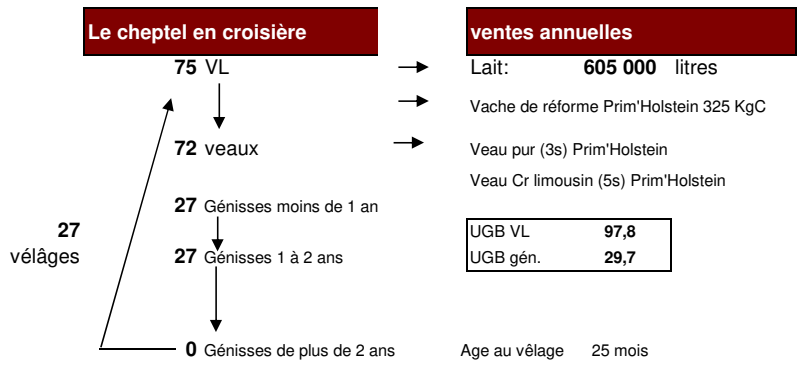 Le cheptel en croisière
ventes annuelles
75 VL
Lait: 605 000 litres
Vache de réforme Prim'Holstein 325 KgC
72 veaux
Veau pur (3s) Prim'Holstein
Veau Cr limousin (5s) Prim'Holstein
27 Génisses moins de 1 an
27
vélâges
UGB VL 97,8
27 Génisses 1 à 2 ans
UGB gén. 29,7
0 Génisses de plus de 2 ans
Age au vêlage 25 mois